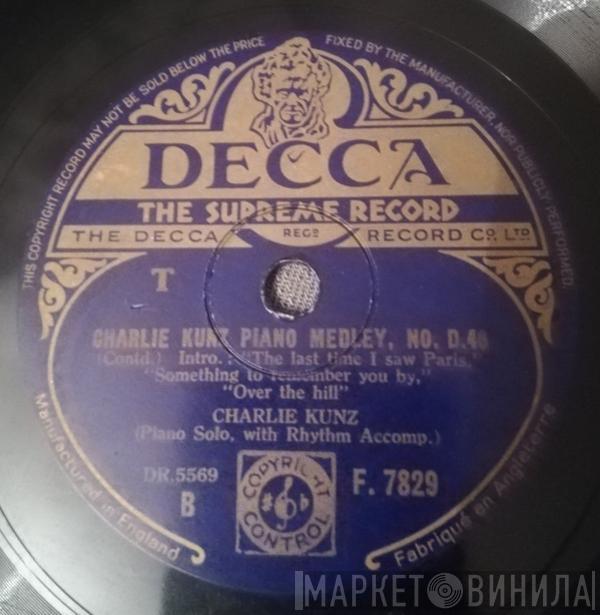 THIS COPYRIGHT RECORD MAY NOT BE SOLD BELOW THE PRICE FIXED BY THE MANUFACTURER, NOR PUBLICLY PERFORMED.
DECCA
THE SUPREME RECORD
THE DECCA REGD RECORD CO. LTD
T
CHARLIE KUNZ PIANO MEDLEY, NO. D.46
(Contd.) Intro.: "The last time I saw Paris,"
"Something to remember you by,"
"Over the hill"
CHARLIE KUNZ
(Piano Solo, with Rhythm Accomp.)
DR.5569
B
COPYRIGHT
CONTROL
F. 7829
Manufactured in England
Fabriqué en Angleterre
МАРКЕТ ВИНИЛА